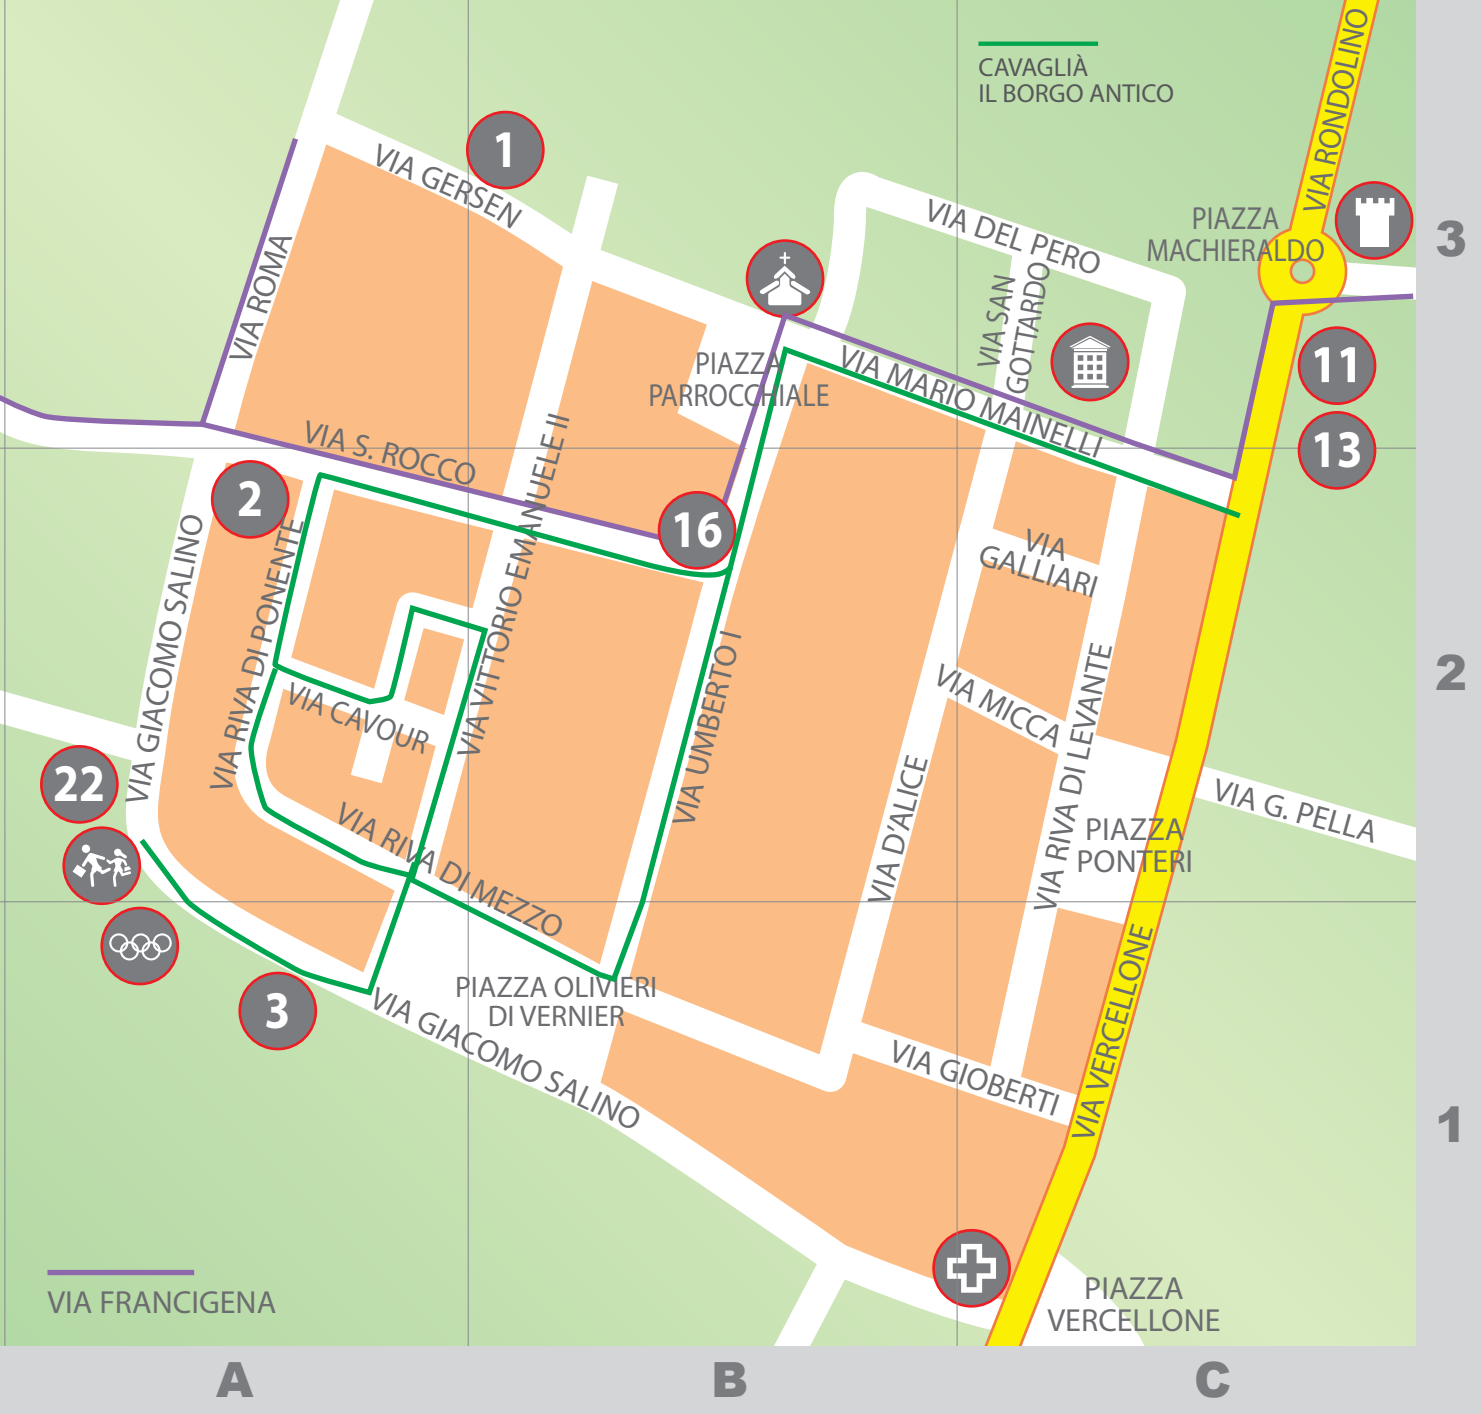 CAVAGLIÀ
IL BORGO ANTICO
VIA RONDOLINO
1
VIA GERSEN
3
PIAZZA
MACHIERALDO
VIA DEL PERO
VIA ROMA
VIA SAN
GOTTARDO
PIAZZA
PARROCCHIALE
VIA MARIO MAINELLI
11
13
VIA S. ROCCO
2
16
VIA VITTORIO EMANUELE II
VIA GIACOMO SALINO
VIA RIVA DI PONENTE
VIA
GALLIARI
VIA UMBERTO I
VIA MICCA
VIA RIVA DI LEVANTE
2
VIA CAVOUR
22
VIA RIVA DI MEZZO
VIA D'ALICE
VIA G. PELLA
PIAZZA
PONTERI
VIA VERCELLONE
PIAZZA OLIVIERI
DI VERNIER
3
VIA GIACOMO SALINO
VIA GIOBERTI
1
VIA FRANCIGENA
PIAZZA
VERCELLONE
A
B
C